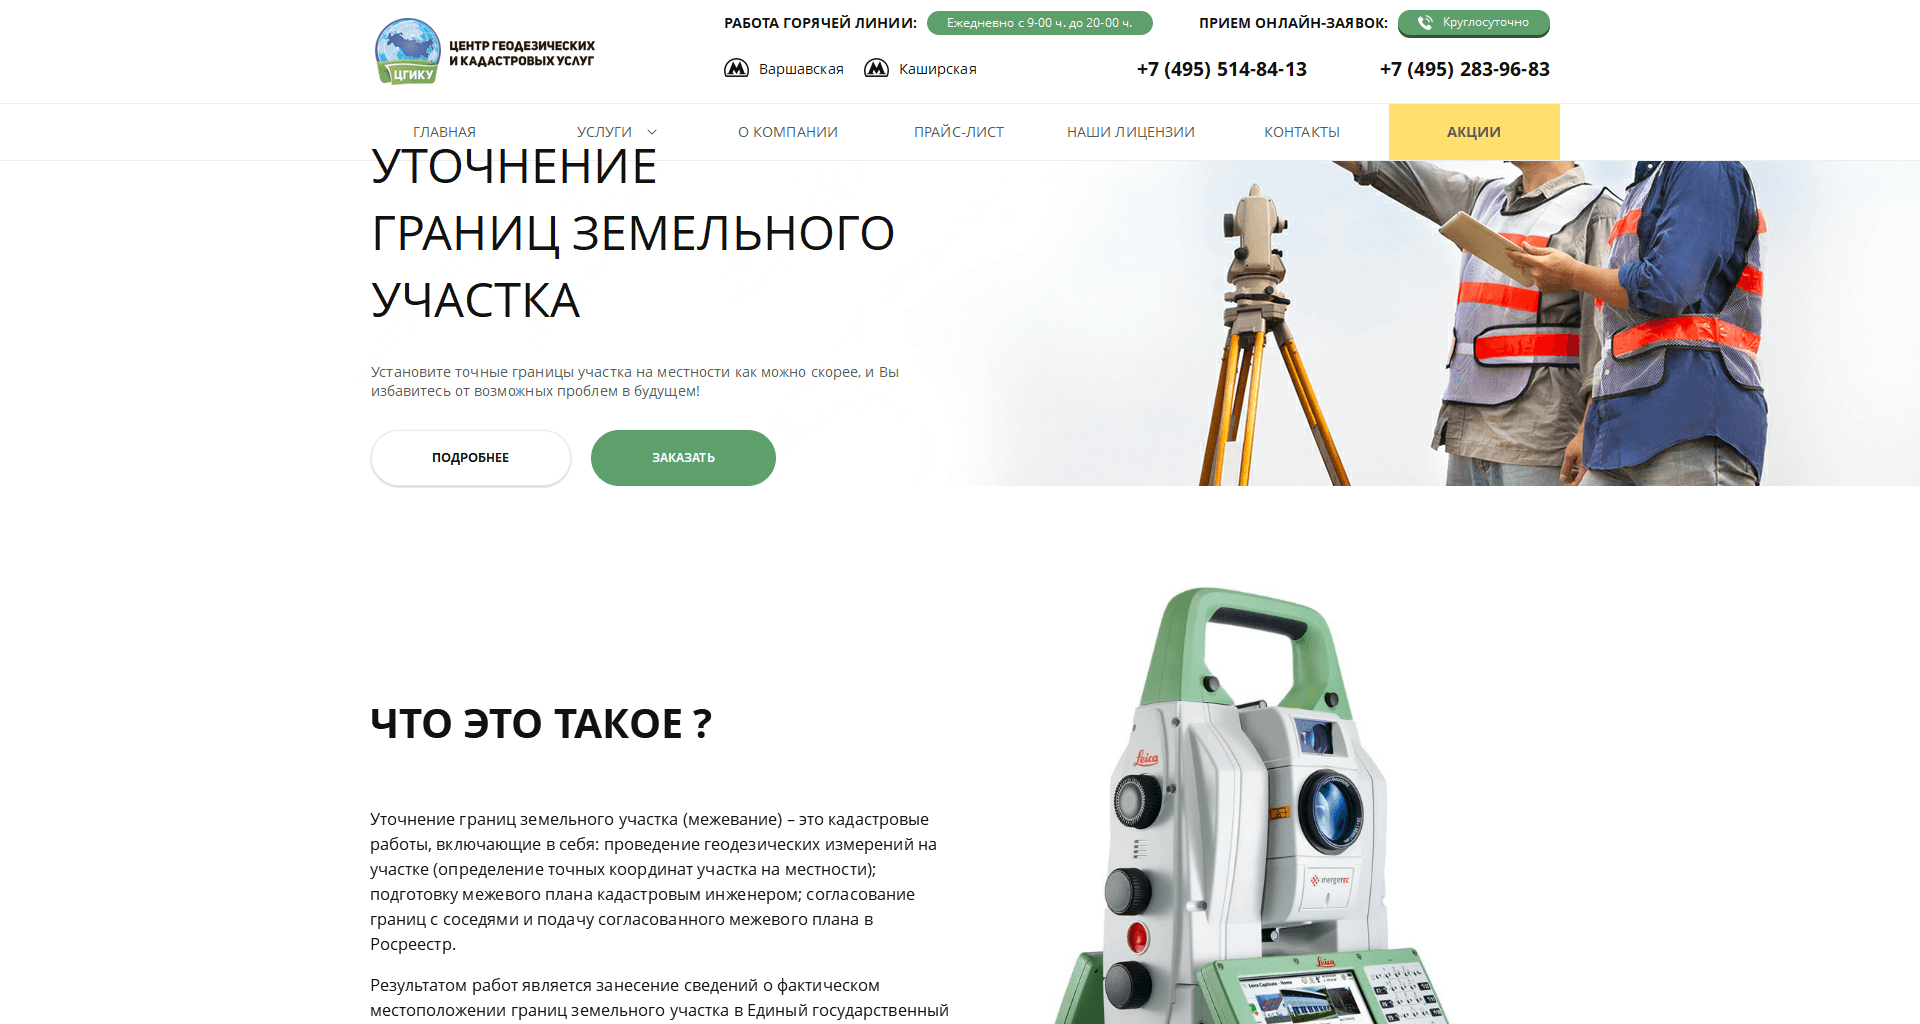 ЦГИКУ
ЦЕНТР ГЕОДЕЗИЧЕСКИХ
И КАДАСТРОВЫХ УСЛУГ
РАБОТА ГОРЯЧЕЙ ЛИНИИ: Ежедневно с 9-00 ч. до 20-00 ч.
ПРИЕМ ОНЛАЙН-ЗАЯВОК: Круглосуточно
Варшавская Каширская
+7 (495) 514-84-13 +7 (495) 283-96-83
ГЛАВНАЯ УСЛУГИ О КОМПАНИИ ПРАЙС-ЛИСТ НАШИ ЛИЦЕНЗИИ КОНТАКТЫ АКЦИИ
УТОЧНЕНИЕ
ГРАНИЦ ЗЕМЕЛЬНОГО
УЧАСТКА
Установите точные границы участка на местности как можно скорее, и Вы
избавитесь от возможных проблем в будущем!
ПОДРОБНЕЕ ЗАКАЗАТЬ
ЧТО ЭТО ТАКОЕ ?
Уточнение границ земельного участка (межевание) – это кадастровые
работы, включающие в себя: проведение геодезических измерений на
участке (определение точных координат участка на местности);
подготовку межевого плана кадастровым инженером; согласование
границ с соседями и подачу согласованного межевого плана в
Росреестр.
Результатом работ является занесение сведений о фактическом
местоположении границ земельного участка в Единый государственный
Leica
mergeTEC
Leica
Leica Captivate - Home